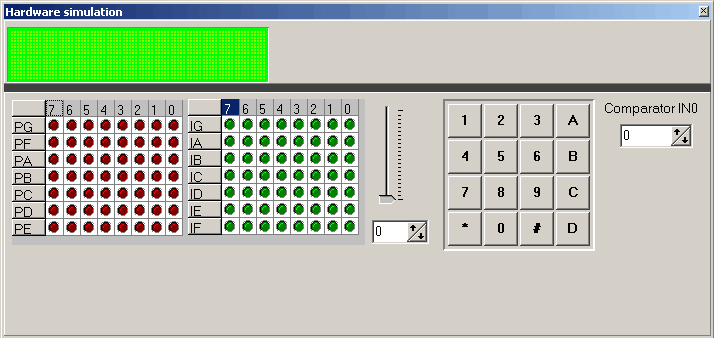 Hardware simulation
7 6 5 4 3 2 1 0
PG
PF
PA
PB
PC
PD
PE
7 6 5 4 3 2 1 0
IG
IA
IB
IC
ID
IE
IF
0
1 2 3 A
4 5 6 B
7 8 9 C
* 0 # D
Comparator IN0
0